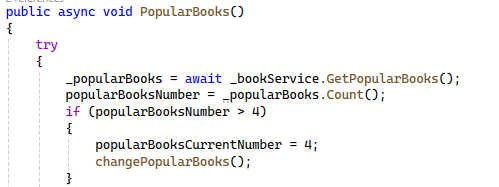 public async void PopularBooks()
{
try
{
_popularBooks = await _bookService.GetPopularBooks();
popularBooksNumber = _popularBooks.Count();
if (popularBooksNumber > 4)
{
popularBooksCurrentNumber = 4;
changePopularBooks();
}